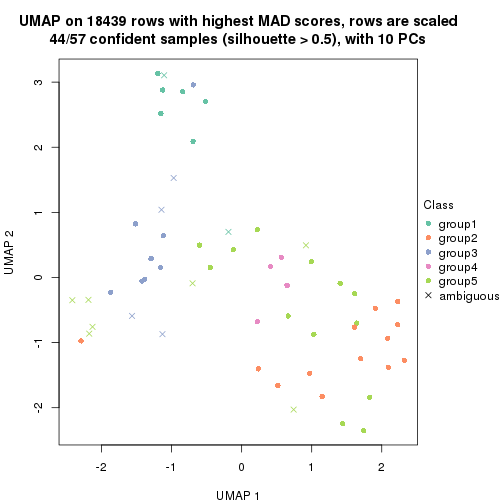 UMAP on 18439 rows with highest MAD scores, rows are scaled
44/57 confident samples (silhouette > 0.5), with 10 PCs
3
2
1
0
-1
-2
UMAP 2
-2
-1
0
1
2
UMAP 1
Class
group1
group2
group3
group4
group5
ambiguous